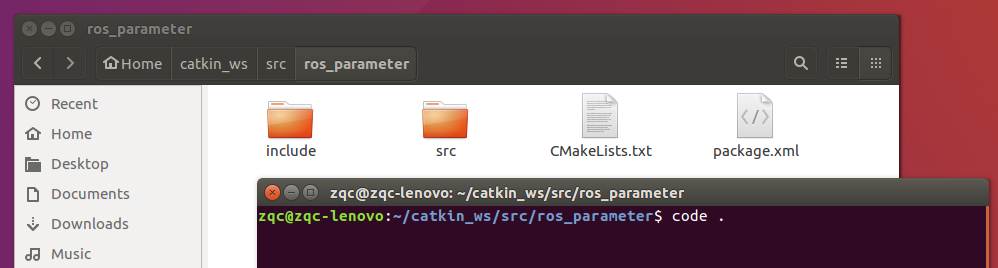 ros_parameter
Home catkin_ws src ros_parameter
Recent
Home
Desktop
Documents
Downloads
Music
include src CMakeLists.txt package.xml
zqc@zqc-lenovo: ~/catkin_ws/src/ros_parameter
zqc@zqc-lenovo:~/catkin_ws/src/ros_parameter$ code .